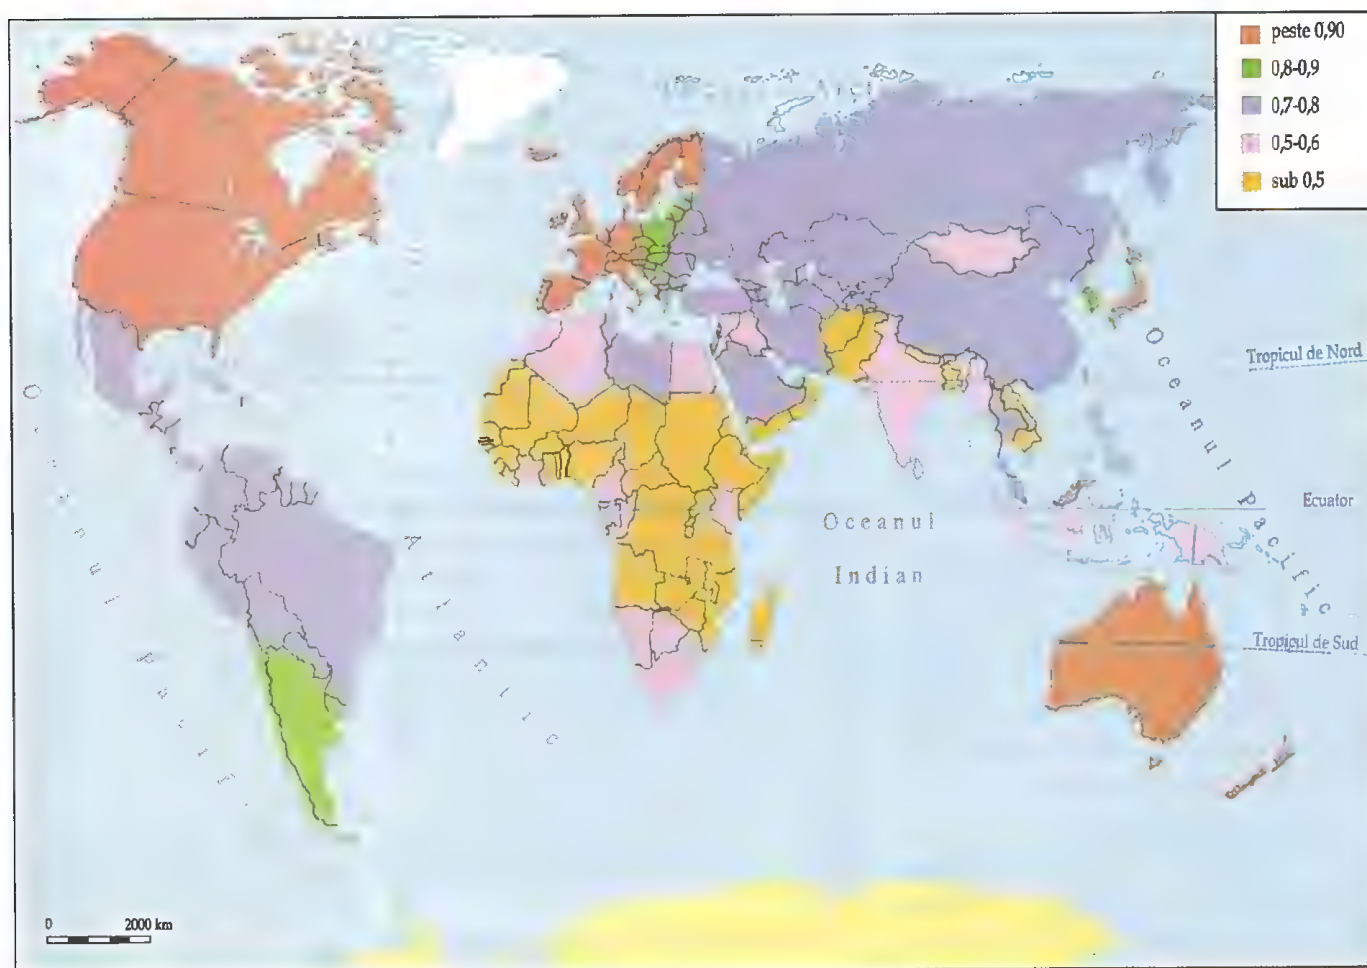 peste 0,90
0,8-0,9
0,7-0,8
0,5-0,6
sub 0,5
Tropicul de Nord
Oceanul Pacific
Ecuator
Oceanul
Indian
Tropicul de Sud
Atlantic
0 2000 km